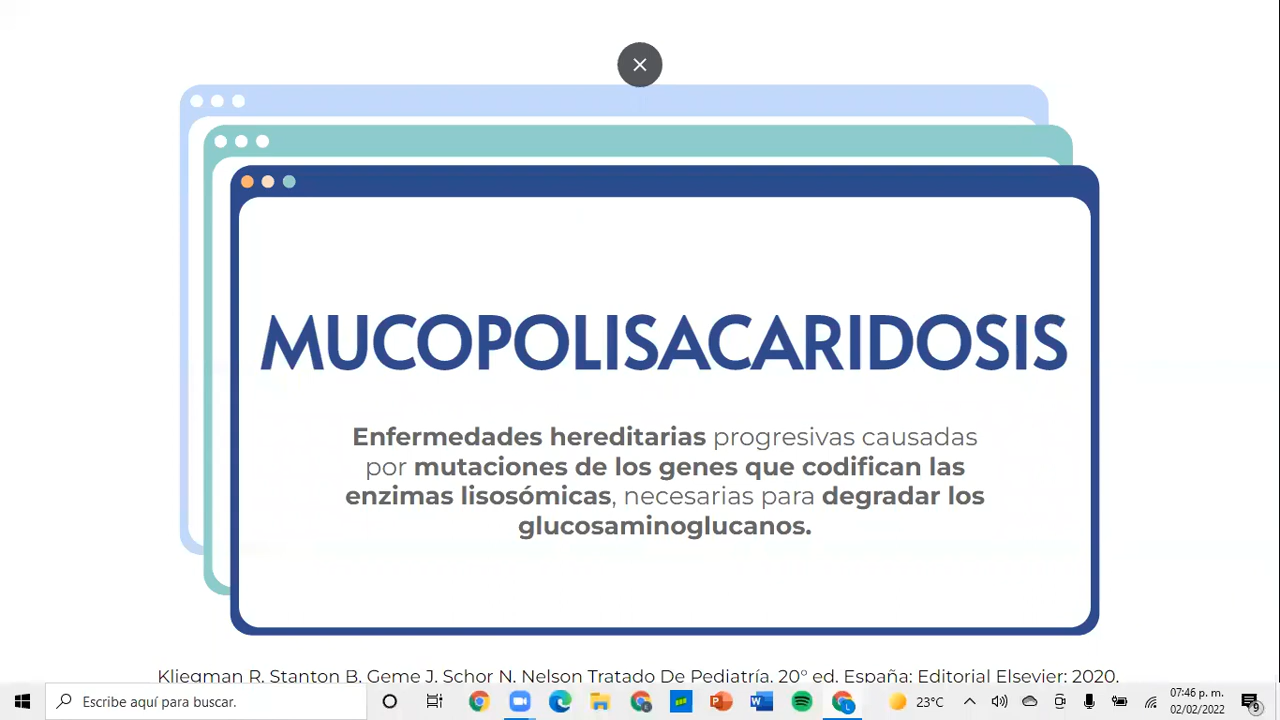 MUCOPOLISACARIDOSIS
Enfermedades hereditarias progresivas causadas
por mutaciones de los genes que codifican las
enzimas lisosómicas, necesarias para degradar los
glucosaminoglucanos.
Kliegman R. Stanton B. Geme J. Schor N. Nelson Tratado De Pediatría. 20° ed. España: Editorial Elsevier: 2020.
Escribe aquí para buscar.
23°C
07:46 p. m.
02/02/2022
9